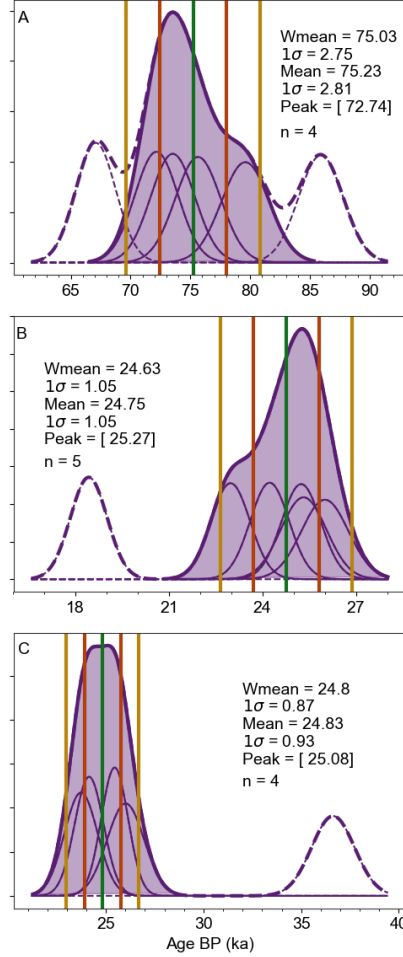 A
Wmean = 75.03
1σ = 2.75
Mean = 75.23
1σ = 2.81
Peak = [ 72.74]
n = 4
65 70 75 80 85 90
B
Wmean = 24.63
1σ = 1.05
Mean = 24.75
1σ = 1.05
Peak = [ 25.27]
n = 5
18 21 24 27
C
Wmean = 24.8
1σ = 0.87
Mean = 24.83
1σ = 0.93
Peak = [ 25.08]
n = 4
25 30 35 40
Age BP (ka)